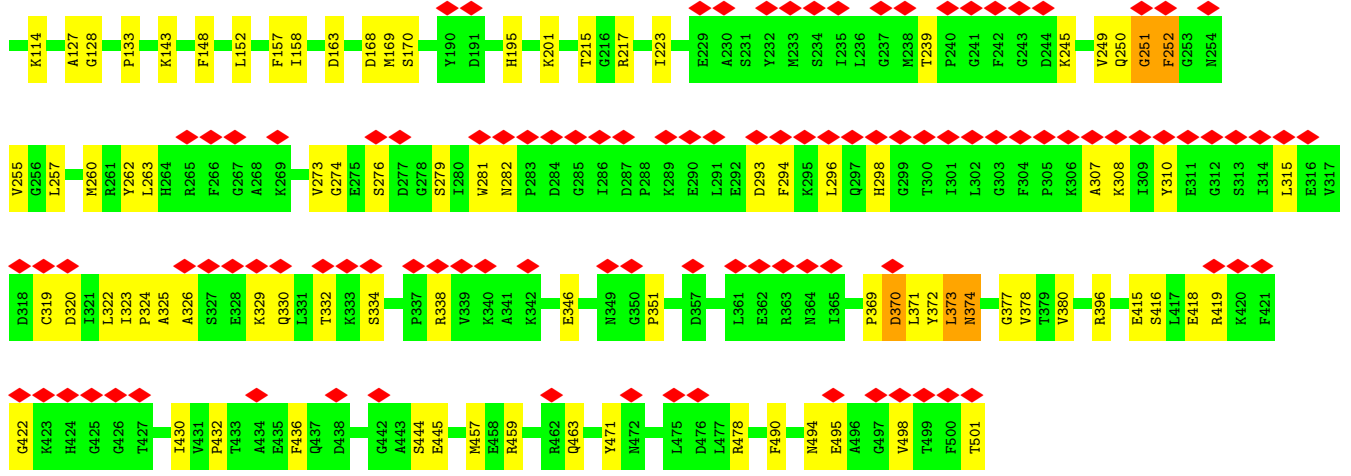 K114 A127 G128 P133 K143 F148 L152 F157 I158 D163 D168 M169 S170 Y190 D191 H195 K201 T215 G216 R217 I223 E229 A230 S231 Y232 M233 S234 I235 L236 G237 M238 T239 P240 G241 F242 G243 D244 K245 V249 Q250 G251 F252 G253 N254
V255 G256 L257 M260 R261 Y262 L263 H264 R265 F266 G267 A268 K269 V273 G274 E275 S276 D277 G278 S279 I280 W281 N282 P283 D284 G285 I286 D287 P288 K289 E290 L291 E292 D293 F294 K295 L296 Q297 H298 G299 T300 I301 L302 G303 F304 P305 K306 A307 K308 I309 Y310 E311 G312 S313 I314 L315 E316 V317
D318 C319 D320 I321 L322 I323 P324 A325 A326 S327 E328 K329 Q330 L331 T332 K333 S334 P337 R338 V339 K340 A341 K342 E346 N349 G350 P351 D357 L361 E362 R363 N364 I365 P369 D370 L371 Y372 L373 N374 G377 V378 T379 V380 R396 E415 S416 L417 E418 R419 K420 F421
G422 K423 H424 G425 G426 T427 I430 V431 P432 T433 A434 E435 F436 Q437 D438 G442 A443 S444 E445 M457 E458 R459 R462 Q463 Y471 N472 L475 D476 L477 R478 F490 N494 E495 A496 G497 V498 T499 F500 T501